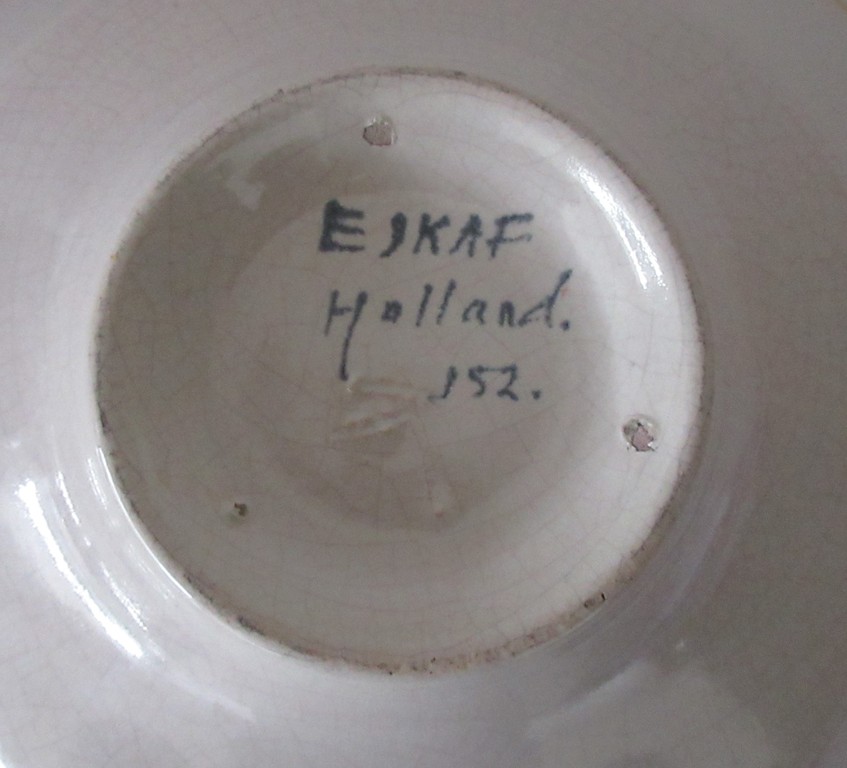 ESKAF
Holland.
152.